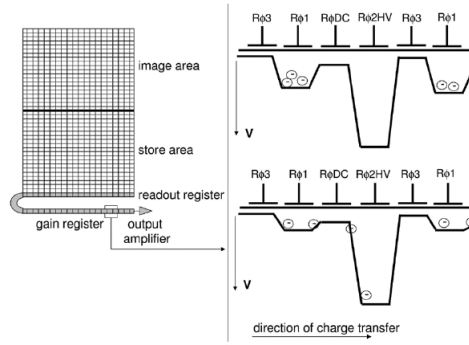 image area
store area
readout register
gain register
output
amplifier
Rϕ3 Rϕ1 RϕDC Rϕ2HV Rϕ3 Rϕ1
V
Rϕ3 Rϕ1 RϕDC Rϕ2HV Rϕ3 Rϕ1
V
direction of charge transfer